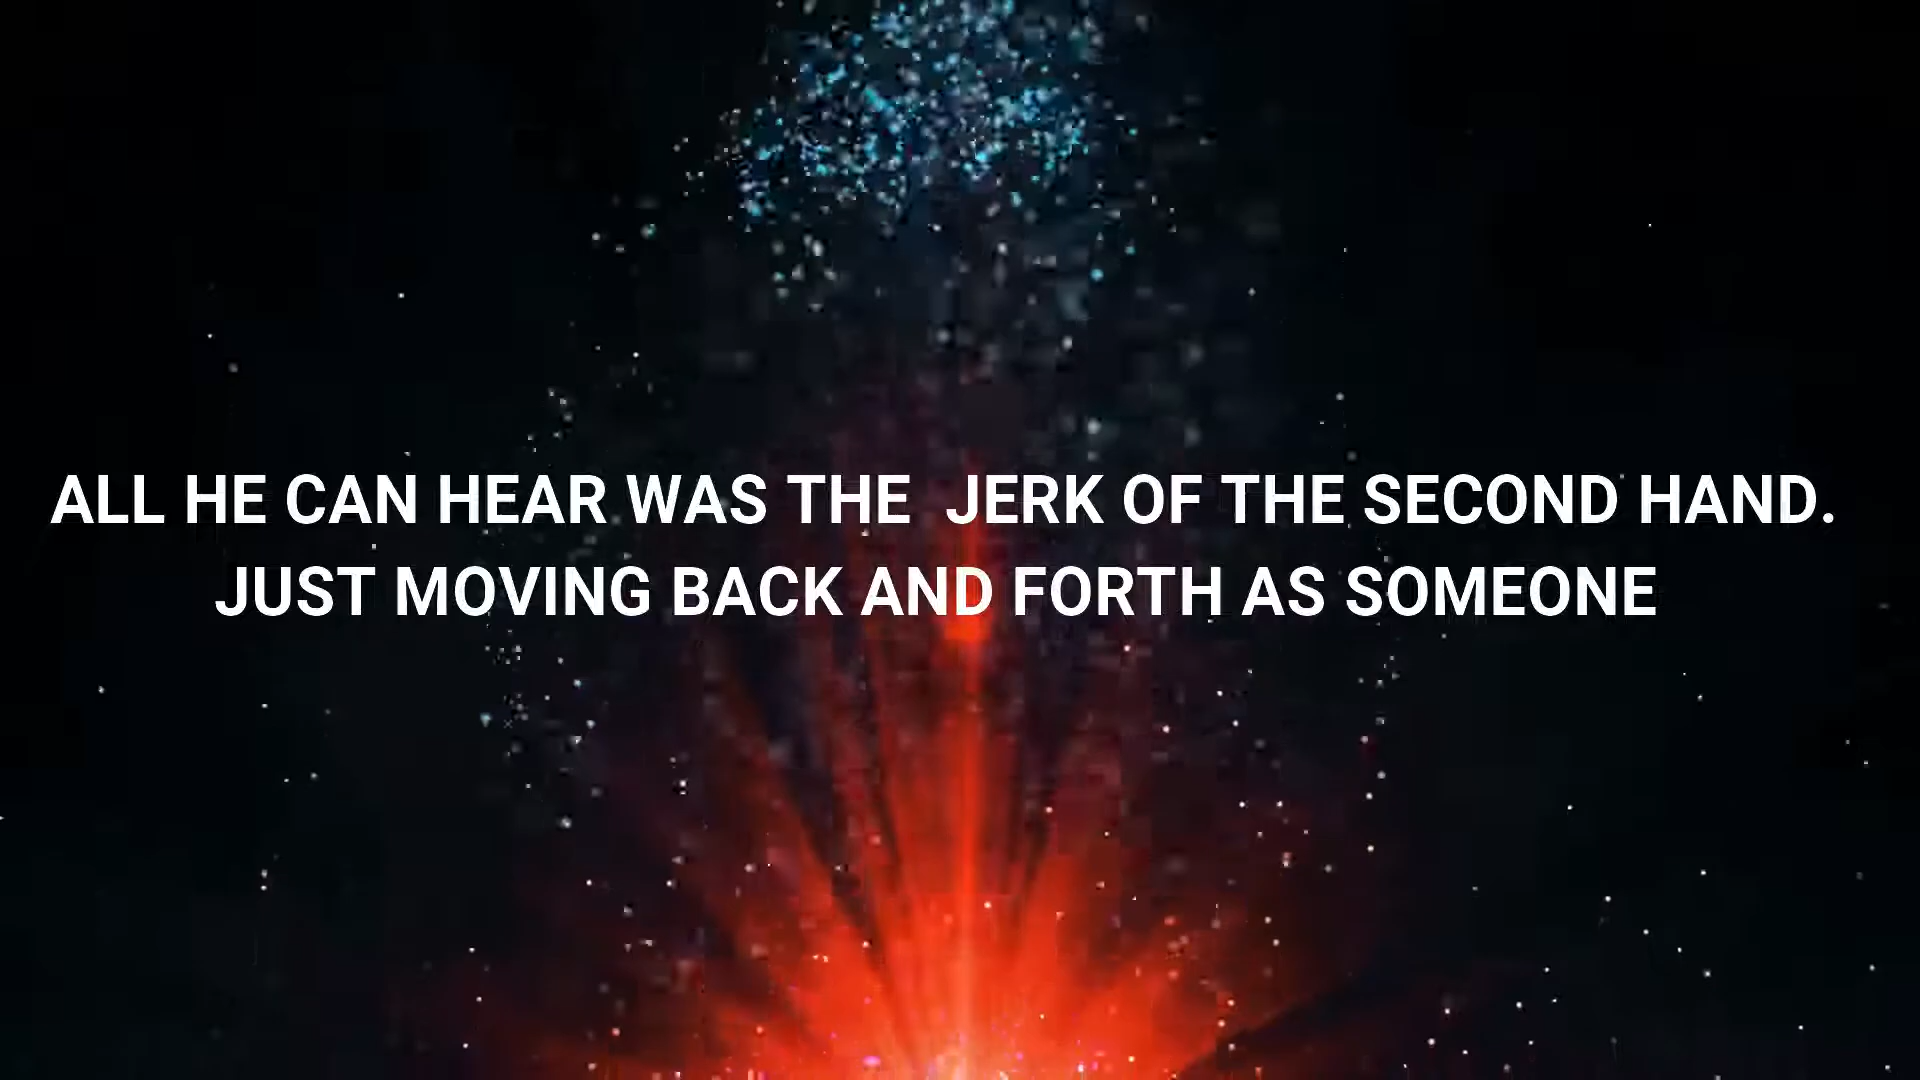 ALL HE CAN HEAR WAS THE  JERK OF THE SECOND HAND.
JUST MOVING BACK AND FORTH AS SOMEONE